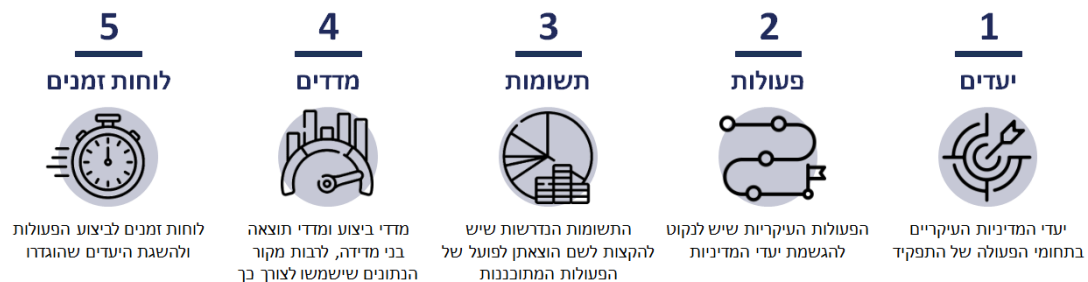 1
יעדים
יעדי המדיניות העיקריים
בתחומי הפעולה של התפקיד
2
פעולות
הפעולות העיקריות שיש לנקוט
להגשמת יעדי המדיניות
3
תשומות
התשומות הנדרשות שיש
להקצות לשם הוצאתן לפועל של
הפעולות המתוכננות
4
מדדים
מדדי ביצוע ומדדי תוצאה
בני מדידה, לרבות מקור
הנתונים שישמשו לצורך כך
5
לוחות זמנים
לוחות זמנים לביצוע הפעולות
ולהשגת היעדים שהוגדרו